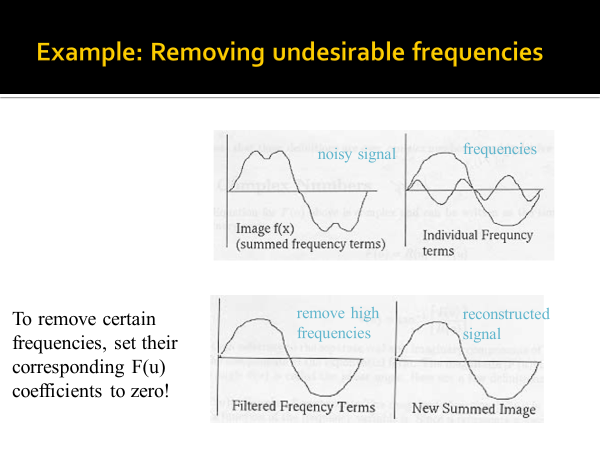 Example: Removing undesirable frequencies
noisy signal
frequencies
Image f(x)
(summed frequency terms)
Individual Frequncy
terms
To remove certain
frequencies, set their
corresponding F(u)
coefficients to zero!
remove high
frequencies
reconstructed
signal
Filtered Freqency Terms
New Summed Image